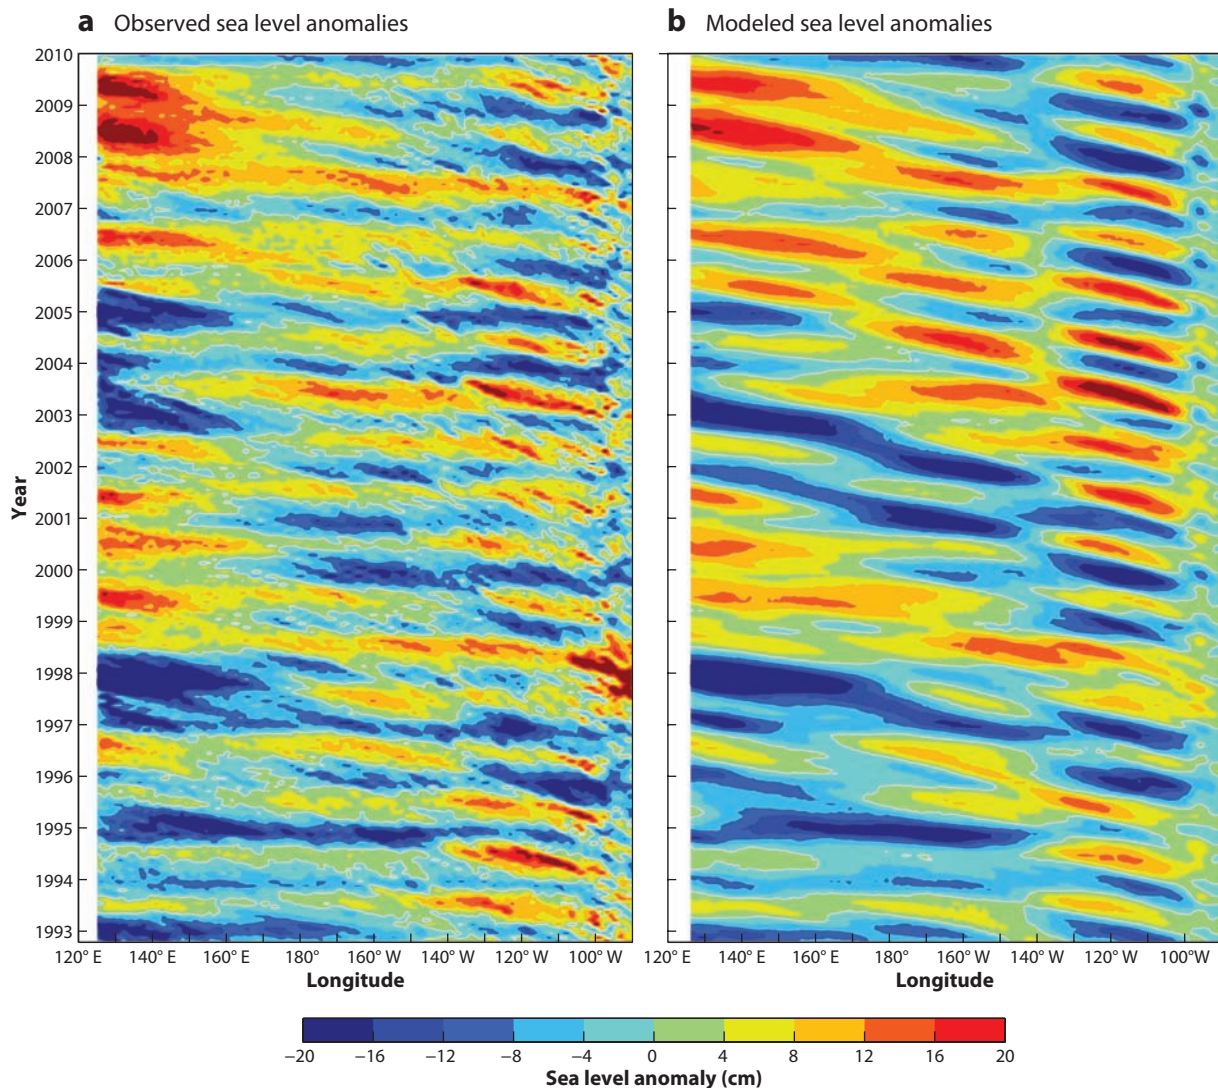 a Observed sea level anomalies
b Modeled sea level anomalies
2010
2009
2008
2007
2006
2005
2004
2003
2002
2001
2000
1999
1998
1997
1996
1995
1994
1993
Year
120° E 140° E 160° E 180° E 160° W 140° W 120° W 100° W
120° E 140° E 160° E 180° E 160° W 140° W 120° W 100°W
Longitude
Longitude
−20 −16 −12 −8 −4 0 4 8 12 16 20
Sea level anomaly (cm)